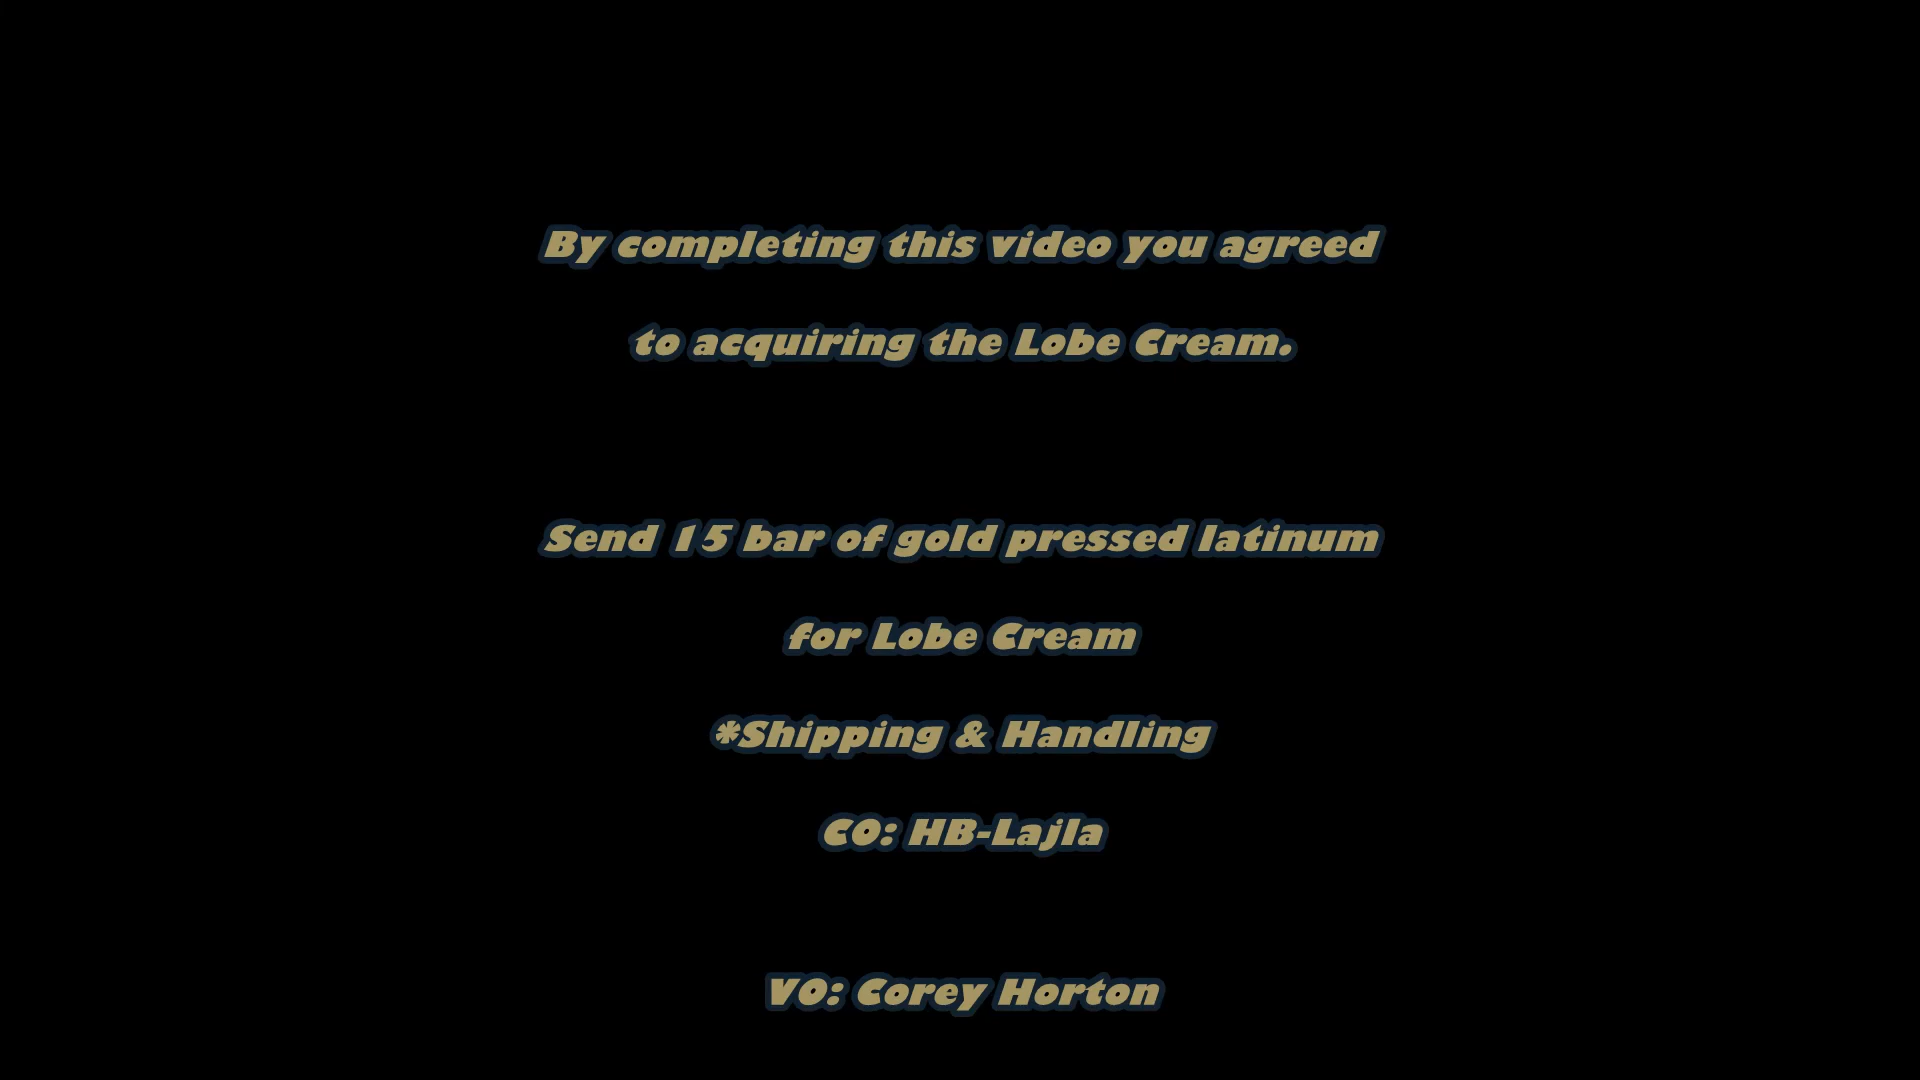 By completing this video you agreed
to acquiring the Lobe Cream.
Send 15 bar of gold pressed latinum
for Lobe Cream
*Shipping & Handling
CO: HB-Lajla
VO: Corey Horton